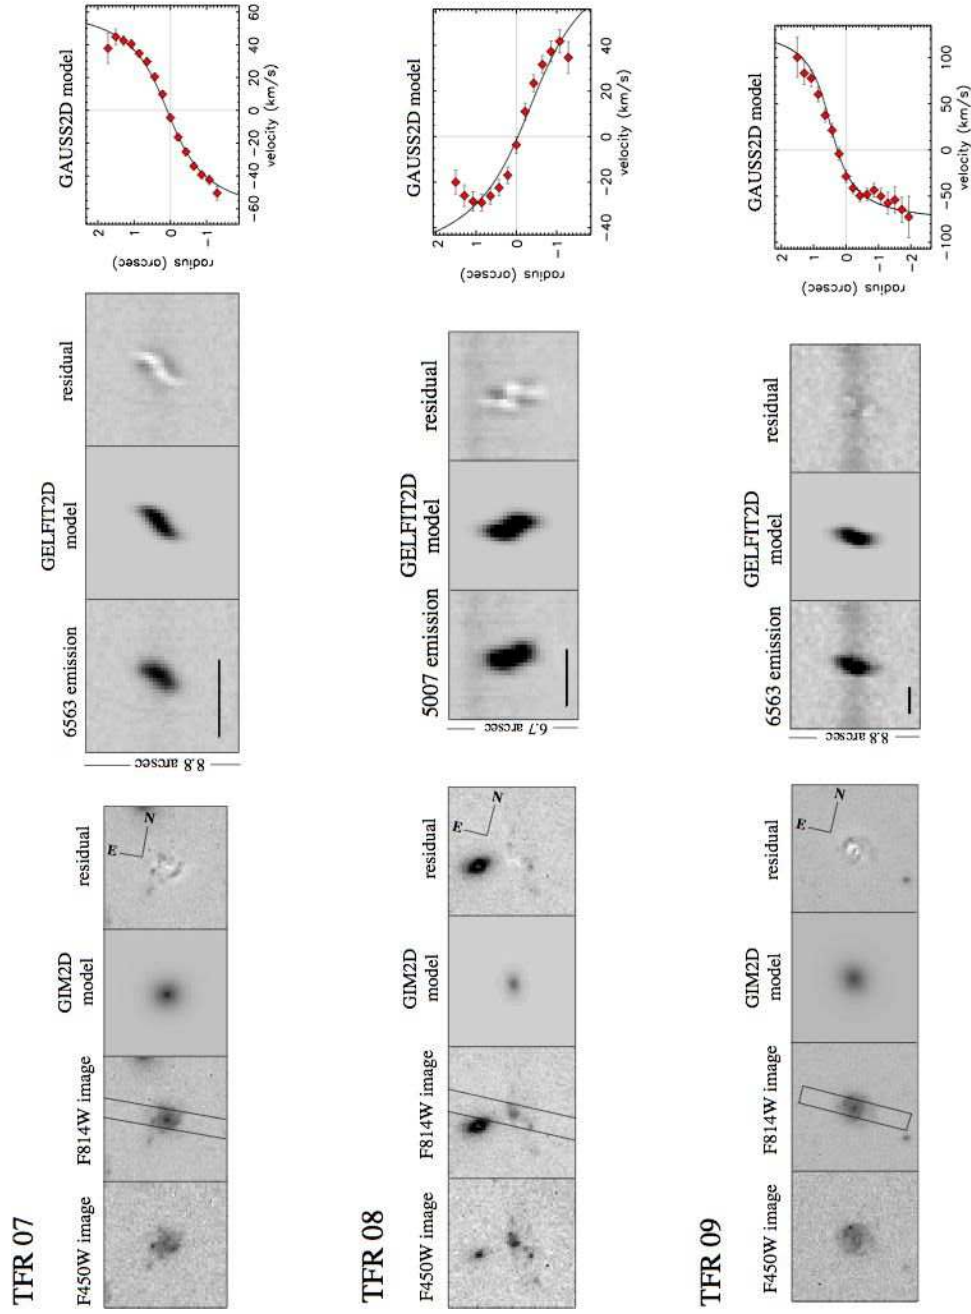 TFR 07
F450W image
F814W image
GIM2D
model
residual
E
N
8.8 arcsec
6563 emission
GELFIT2D
model
residual
GAUSS2D model
radius (arcsec)
2
1
0
−1
−60 −40 −20 0 20 40 60
velocity (km/s)
TFR 08
F450W image
F814W image
GIM2D
model
residual
E
N
6.7 arcsec
5007 emission
GELFIT2D
model
residual
GAUSS2D model
radius (arcsec)
2
1
0
−1
−40 −20 0 20 40
velocity (km/s)
TFR 09
F450W image
F814W image
GIM2D
model
residual
E
N
8.8 arcsec
6563 emission
GELFIT2D
model
residual
GAUSS2D model
radius (arcsec)
2
1
0
−1
−2
−100 −50 0 50 100
velocity (km/s)